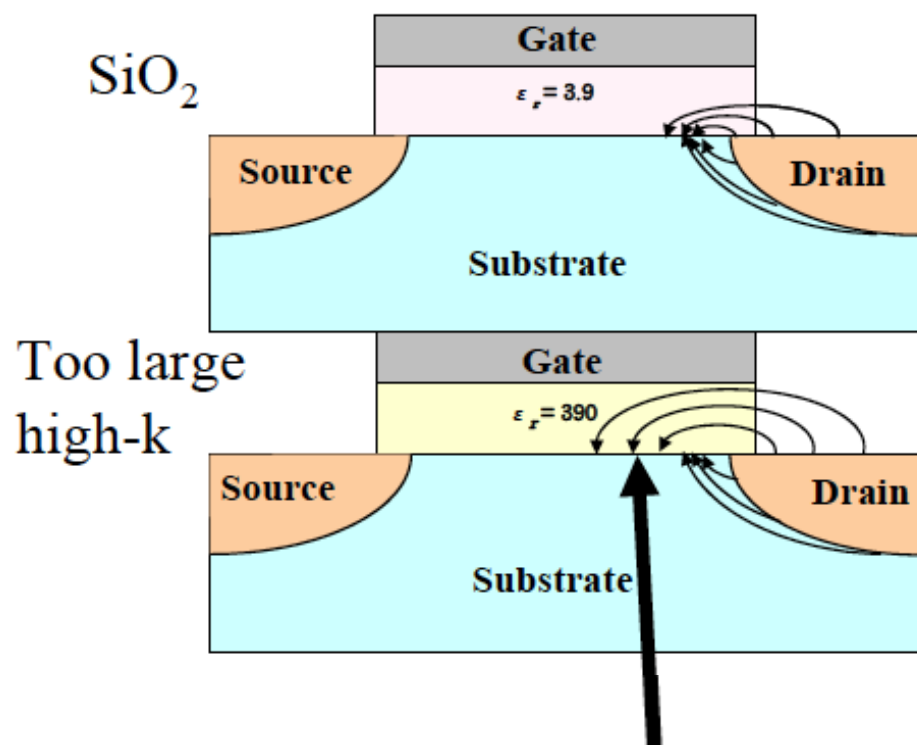 Gate
SiO₂
εᵣ = 3.9
Source
Drain
Substrate
Too large
high-k
Gate
εᵣ = 390
Source
Drain
Substrate